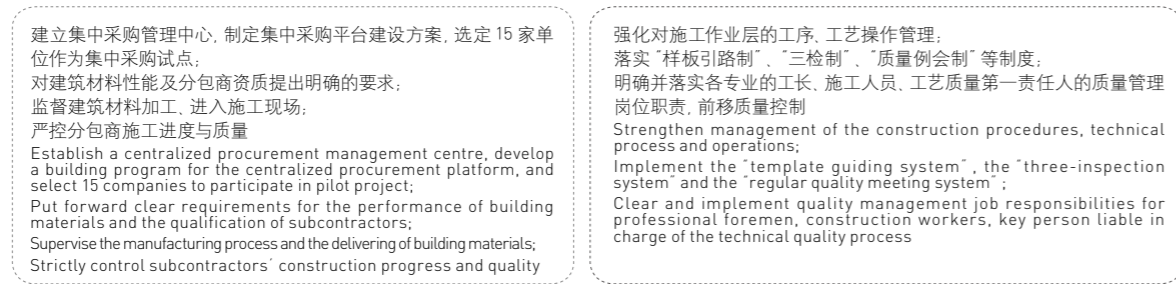 建立集中采购管理中心, 制定集中采购平台建设方案, 选定 15 家单
位作为集中采购试点;
对建筑材料性能及分包商资质提出明确的要求;
监督建筑材料加工、进入施工现场;
严控分包商施工进度与质量
Establish a centralized procurement management centre, develop
a building program for the centralized procurement platform, and
select 15 companies to participate in pilot project;
Put forward clear requirements for the performance of building
materials and the qualification of subcontractors;
Supervise the manufacturing process and the delivering of building materials;
Strictly control subcontractors´ construction progress and quality
强化对施工作业层的工序、工艺操作管理;
落实 ˝样板引路制˝ 、˝三检制˝ 、˝质量例会制˝ 等制度;
明确并落实各专业的工长、施工人员、工艺质量第一责任人的质量管理
岗位职责, 前移质量控制
Strengthen management of the construction procedures, technical
process and operations;
Implement the ˝template guiding system˝ , the ˝three-inspection
system˝ and the ˝regular quality meeting system˝ ;
Clear and implement quality management job responsibilities for
professional foremen, construction workers, key person liable in
charge of the technical quality process